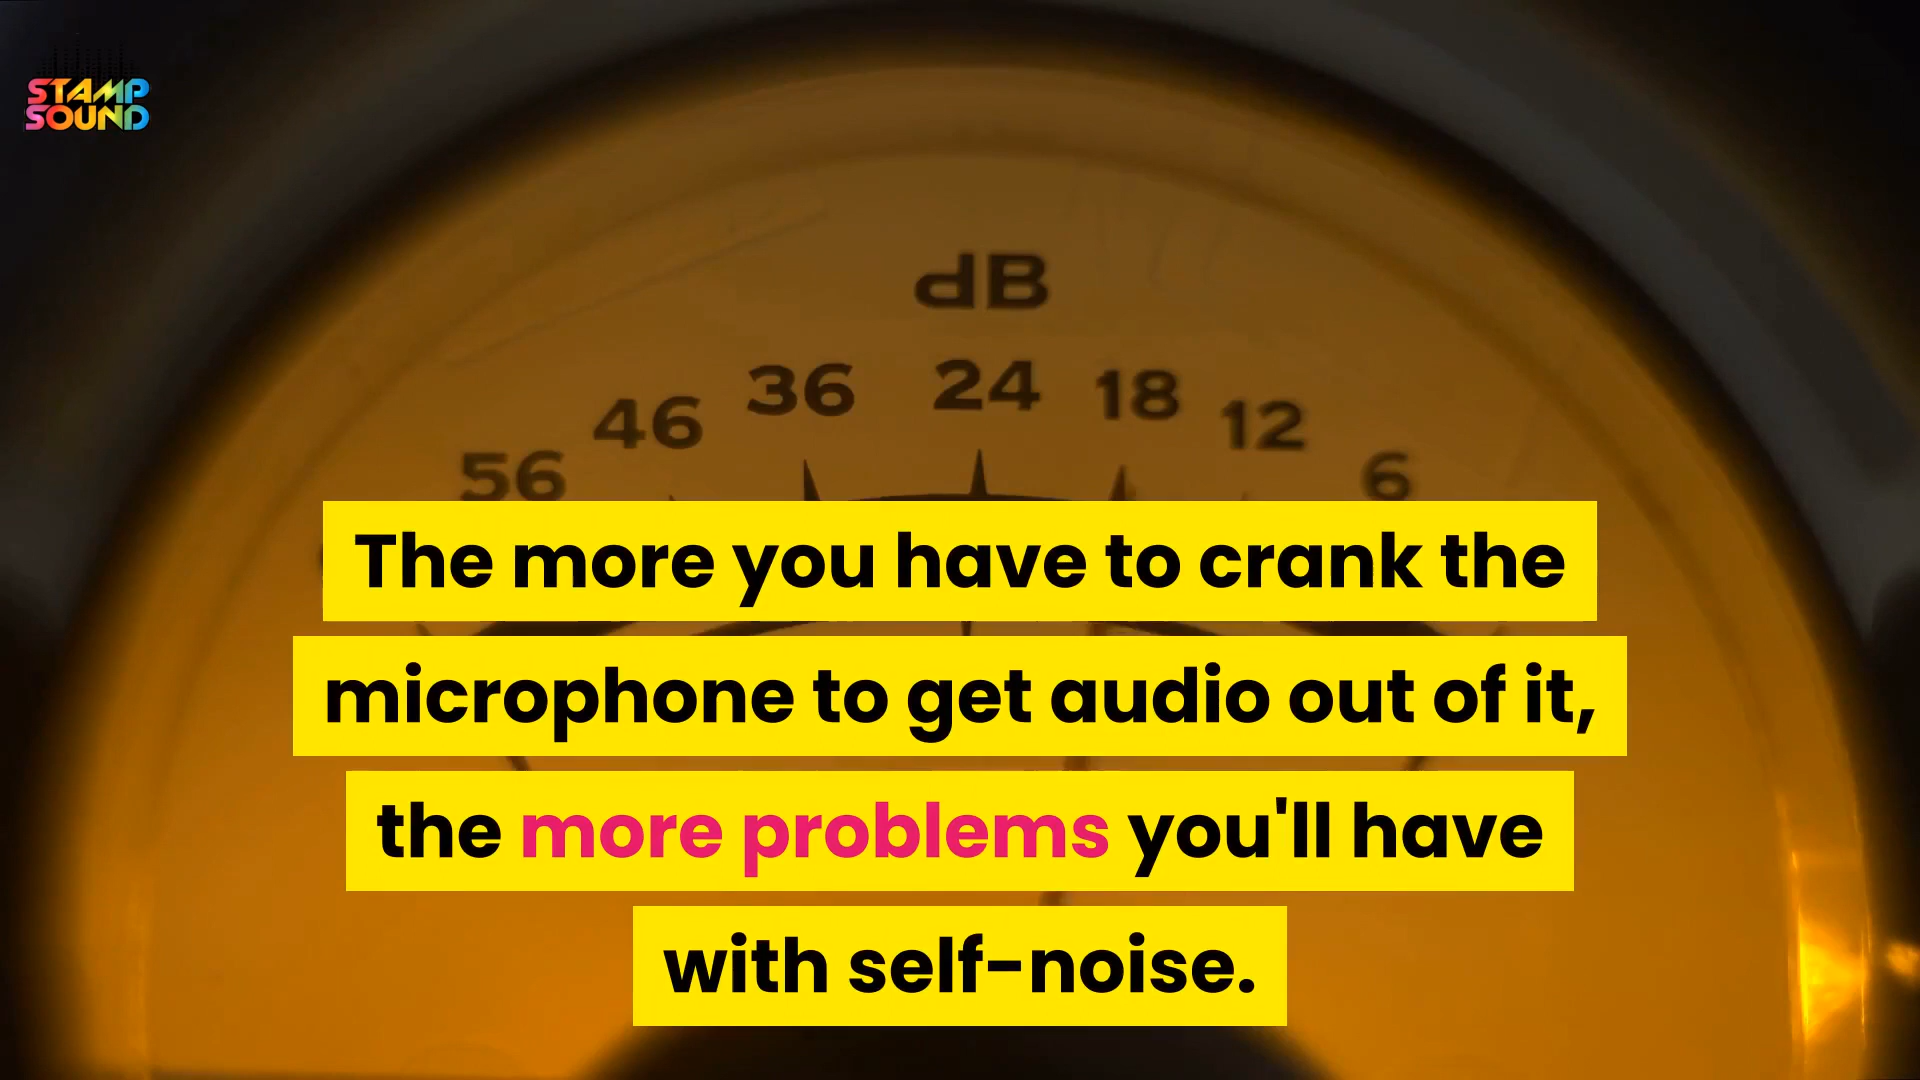 STAMP
SOUND
dB
56 46 36 24 18 12 6
The more you have to crank the
microphone to get audio out of it,
the more problems you'll have
with self-noise.